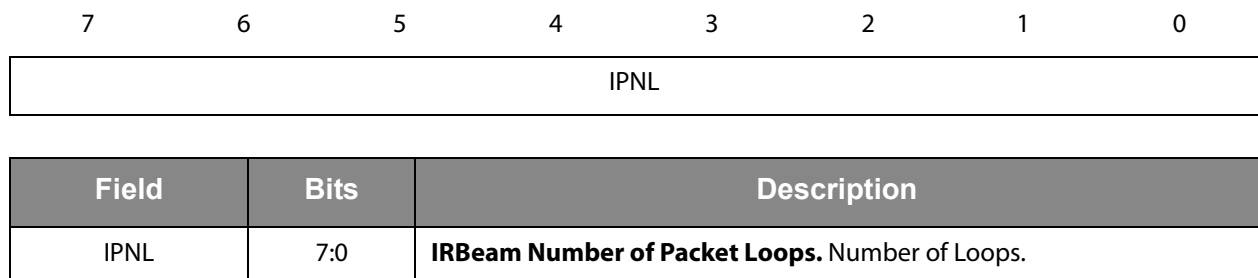 7 6 5 4 3 2 1 0
IPNL
Field Bits Description
IPNL 7:0 IRBeam Number of Packet Loops. Number of Loops.